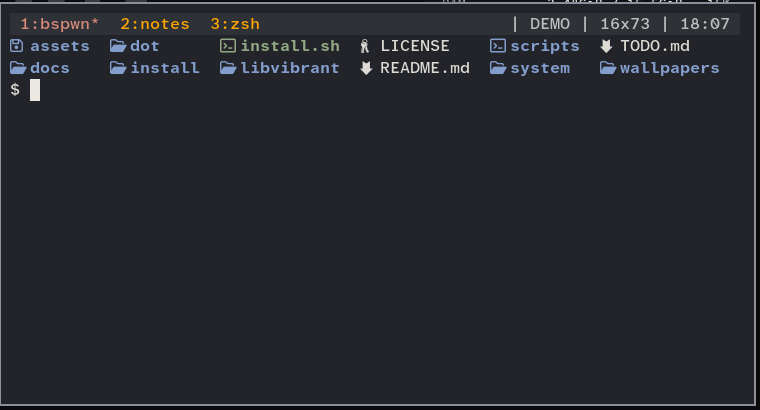 1:bspwn* 2:notes 3:zsh | DEMO | 16x73 | 18:07
assets dot install.sh LICENSE scripts TODO.md
docs install libvibrant README.md system wallpapers
$